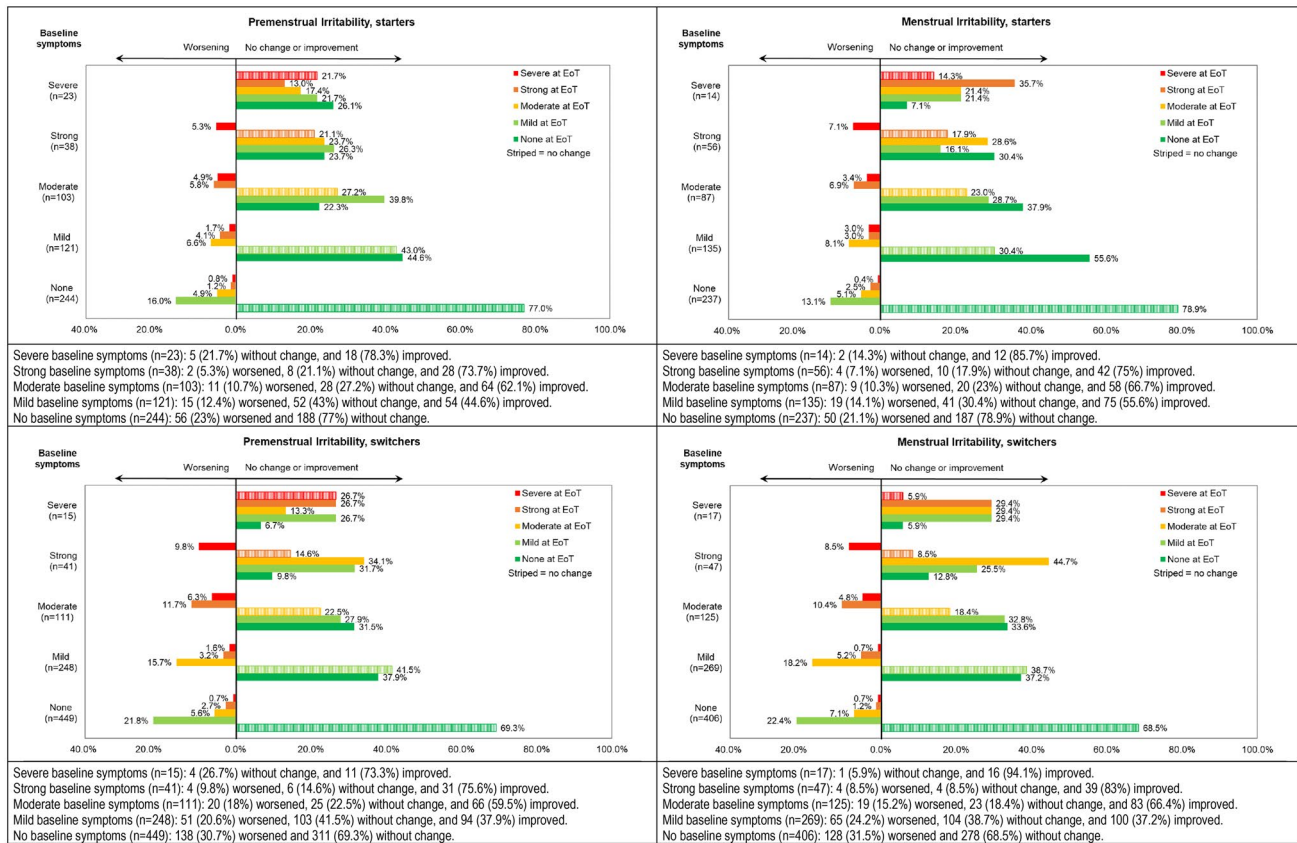 Premenstrual Irritability, starters
Baseline
symptoms
Worsening
No change or improvement
Severe
(n=23)
21.7%
13.0%
17.4%
21.7%
26.1%
Strong
(n=38)
5.3%
21.1%
23.7%
26.3%
23.7%
Moderate
(n=103)
4.9%
5.8%
27.2%
39.8%
22.3%
Mild
(n=121)
1.7%
4.1%
6.6%
43.0%
44.6%
None
(n=244)
0.8%
1.2%
4.9%
16.0%
77.0%
Severe at EoT
Strong at EoT
Moderate at EoT
Mild at EoT
None at EoT
Striped = no change
40.0% 20.0% 0.0% 20.0% 40.0% 60.0% 80.0% 100.0%
Severe baseline symptoms (n=23): 5 (21.7%) without change, and 18 (78.3%) improved.
Strong baseline symptoms (n=38): 2 (5.3%) worsened, 8 (21.1%) without change, and 28 (73.7%) improved.
Moderate baseline symptoms (n=103): 11 (10.7%) worsened, 28 (27.2%) without change, and 64 (62.1%) improved.
Mild baseline symptoms (n=121): 15 (12.4%) worsened, 52 (43%) without change, and 54 (44.6%) improved.
No baseline symptoms (n=244): 56 (23%) worsened and 188 (77%) without change.
Menstrual Irritability, starters
Baseline
symptoms
Worsening
No change or improvement
Severe
(n=14)
14.3%
35.7%
21.4%
21.4%
7.1%
Strong
(n=56)
7.1%
17.9%
28.6%
16.1%
30.4%
Moderate
(n=87)
3.4%
6.9%
23.0%
28.7%
37.9%
Mild
(n=135)
3.0%
3.0%
8.1%
30.4%
55.6%
None
(n=237)
0.4%
2.5%
5.1%
13.1%
78.9%
Severe at EoT
Strong at EoT
Moderate at EoT
Mild at EoT
None at EoT
Striped = no change
40.0% 20.0% 0.0% 20.0% 40.0% 60.0% 80.0% 100.0%
Severe baseline symptoms (n=14): 2 (14.3%) without change, and 12 (85.7%) improved.
Strong baseline symptoms (n=56): 4 (7.1%) worsened, 10 (17.9%) without change, and 42 (75%) improved.
Moderate baseline symptoms (n=87): 9 (10.3%) worsened, 20 (23%) without change, and 58 (66.7%) improved.
Mild baseline symptoms (n=135): 19 (14.1%) worsened, 41 (30.4%) without change, and 75 (55.6%) improved.
No baseline symptoms (n=237): 50 (21.1%) worsened and 187 (78.9%) without change.
Premenstrual Irritability, switchers
Baseline
symptoms
Worsening
No change or improvement
Severe
(n=15)
26.7%
26.7%
13.3%
26.7%
6.7%
Strong
(n=41)
9.8%
14.6%
34.1%
31.7%
9.8%
Moderate
(n=111)
6.3%
11.7%
22.5%
27.9%
31.5%
Mild
(n=248)
1.6%
3.2%
15.7%
41.5%
37.9%
None
(n=449)
0.7%
2.7%
5.6%
21.8%
69.3%
Severe at EoT
Strong at EoT
Moderate at EoT
Mild at EoT
None at EoT
Striped = no change
40.0% 20.0% 0.0% 20.0% 40.0% 60.0% 80.0% 100.0%
Severe baseline symptoms (n=15): 4 (26.7%) without change, and 11 (73.3%) improved.
Strong baseline symptoms (n=41): 4 (9.8%) worsened, 6 (14.6%) without change, and 31 (75.6%) improved.
Moderate baseline symptoms (n=111): 20 (18%) worsened, 25 (22.5%) without change, and 66 (59.5%) improved.
Mild baseline symptoms (n=248): 51 (20.6%) worsened, 103 (41.5%) without change, and 94 (37.9%) improved.
No baseline symptoms (n=449): 138 (30.7%) worsened and 311 (69.3%) without change.
Menstrual Irritability, switchers
Baseline
symptoms
Worsening
No change or improvement
Severe
(n=17)
5.9%
29.4%
29.4%
29.4%
5.9%
Strong
(n=47)
8.5%
8.5%
44.7%
25.5%
12.8%
Moderate
(n=125)
4.8%
10.4%
18.4%
32.8%
33.6%
Mild
(n=269)
0.7%
5.2%
18.2%
38.7%
37.2%
None
(n=406)
0.7%
1.2%
7.1%
22.4%
68.5%
Severe at EoT
Strong at EoT
Moderate at EoT
Mild at EoT
None at EoT
Striped = no change
40.0% 20.0% 0.0% 20.0% 40.0% 60.0% 80.0% 100.0%
Severe baseline symptoms (n=17): 1 (5.9%) without change, and 16 (94.1%) improved.
Strong baseline symptoms (n=47): 4 (8.5%) worsened, 4 (8.5%) without change, and 39 (83%) improved.
Moderate baseline symptoms (n=125): 19 (15.2%) worsened, 23 (18.4%) without change, and 83 (66.4%) improved.
Mild baseline symptoms (n=269): 65 (24.2%) worsened, 104 (38.7%) without change, and 100 (37.2%) improved.
No baseline symptoms (n=406): 128 (31.5%) worsened and 278 (68.5%) without change.